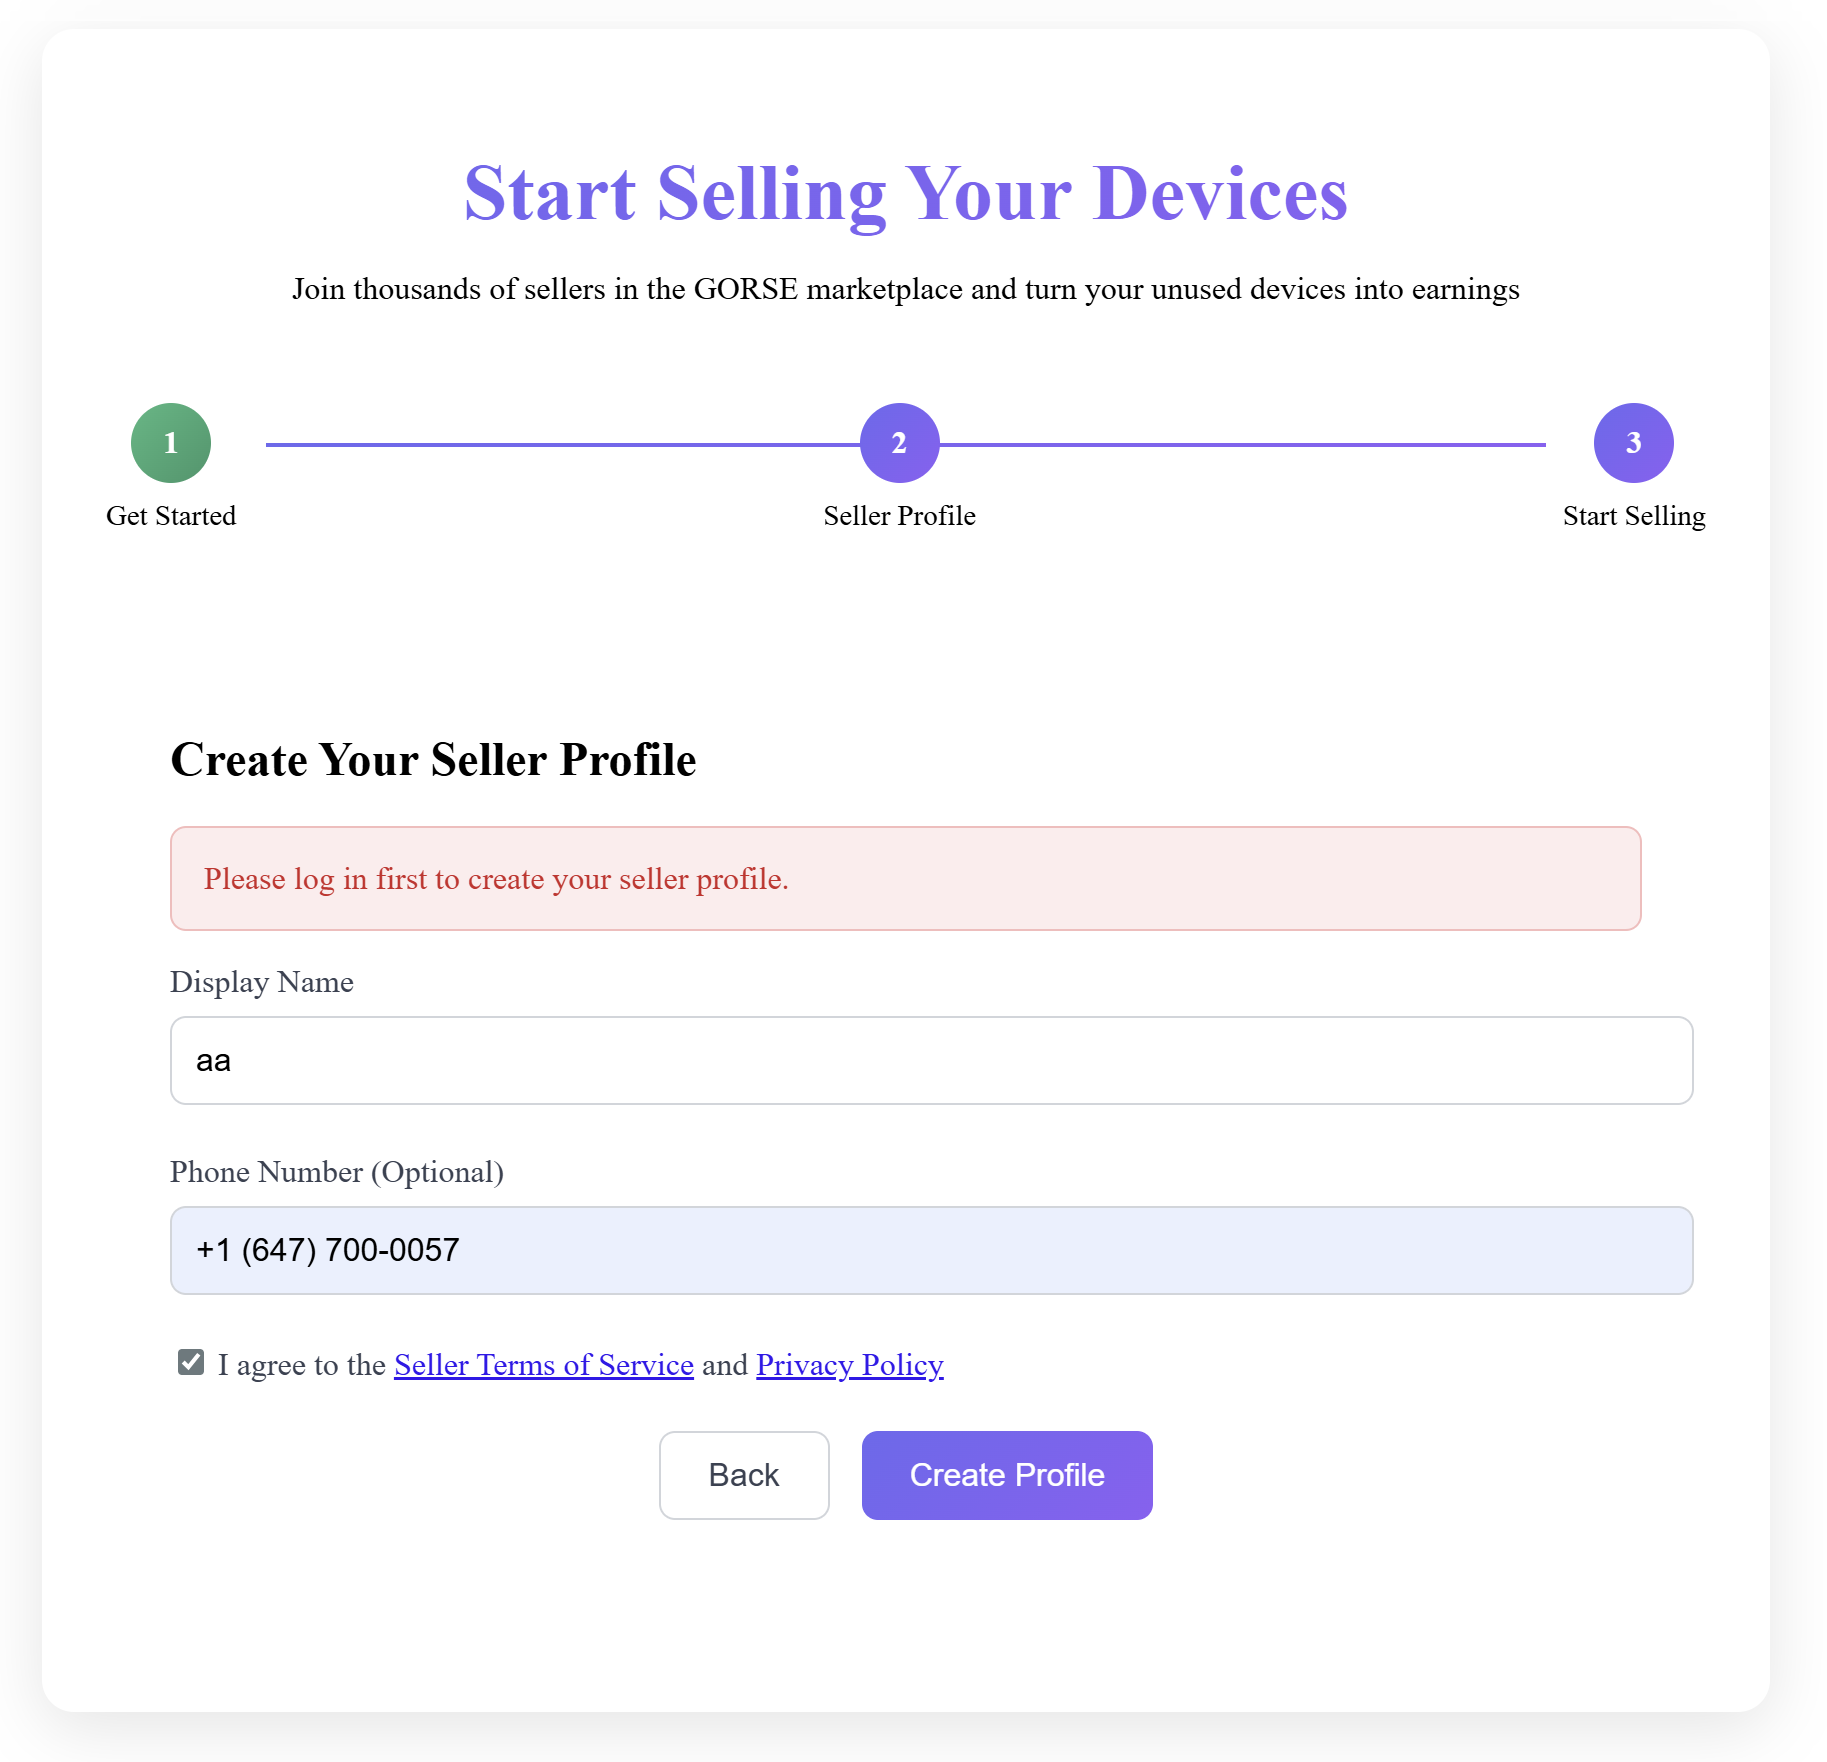 Start Selling Your Devices
Join thousands of sellers in the GORSE marketplace and turn your unused devices into earnings
1
2
3
Get Started
Seller Profile
Start Selling
Create Your Seller Profile
Please log in first to create your seller profile.
Display Name
aa
Phone Number (Optional)
+1 (647) 700-0057
I agree to the Seller Terms of Service and Privacy Policy
Back
Create Profile